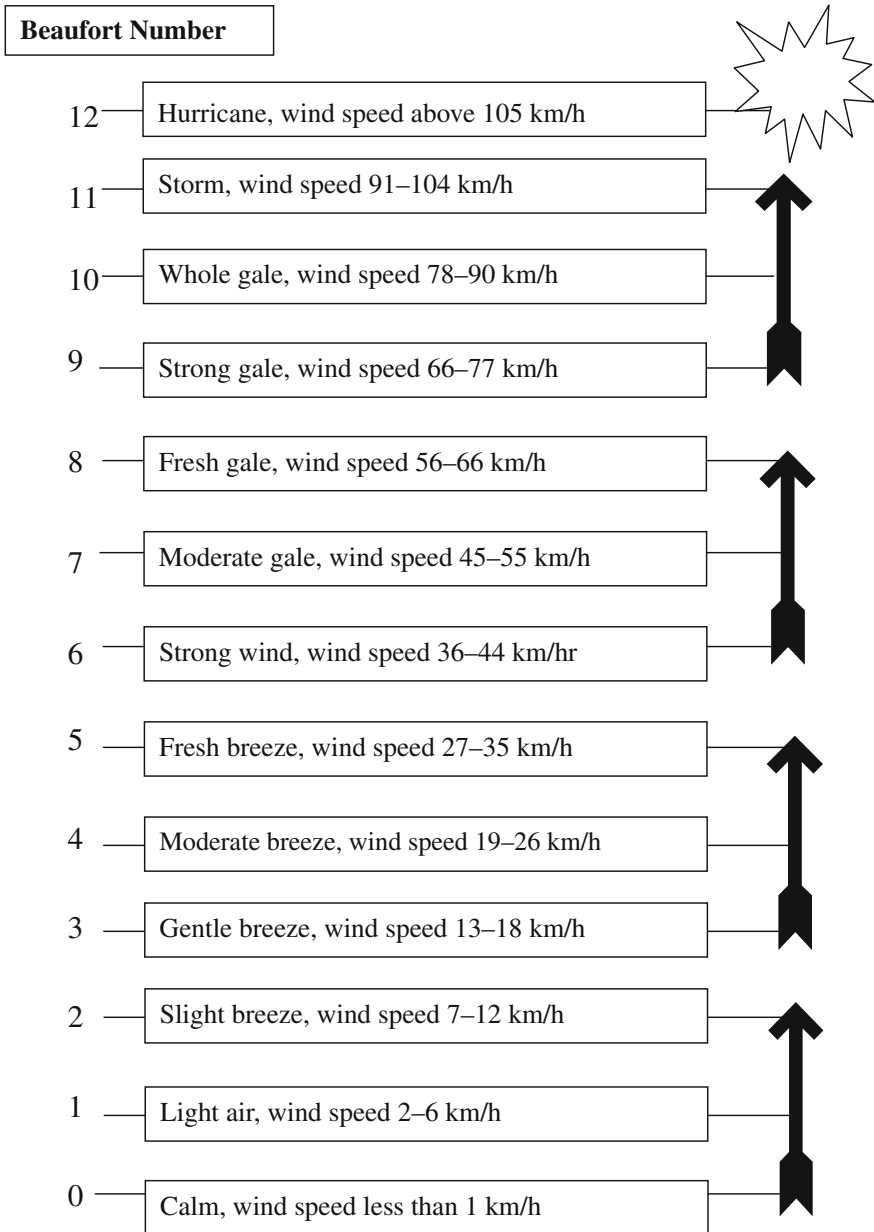 Beaufort Number
12 Hurricane, wind speed above 105 km/h
11 Storm, wind speed 91–104 km/h
10 Whole gale, wind speed 78–90 km/h
9 Strong gale, wind speed 66–77 km/h
8 Fresh gale, wind speed 56–66 km/h
7 Moderate gale, wind speed 45–55 km/h
6 Strong wind, wind speed 36–44 km/hr
5 Fresh breeze, wind speed 27–35 km/h
4 Moderate breeze, wind speed 19–26 km/h
3 Gentle breeze, wind speed 13–18 km/h
2 Slight breeze, wind speed 7–12 km/h
1 Light air, wind speed 2–6 km/h
0 Calm, wind speed less than 1 km/h